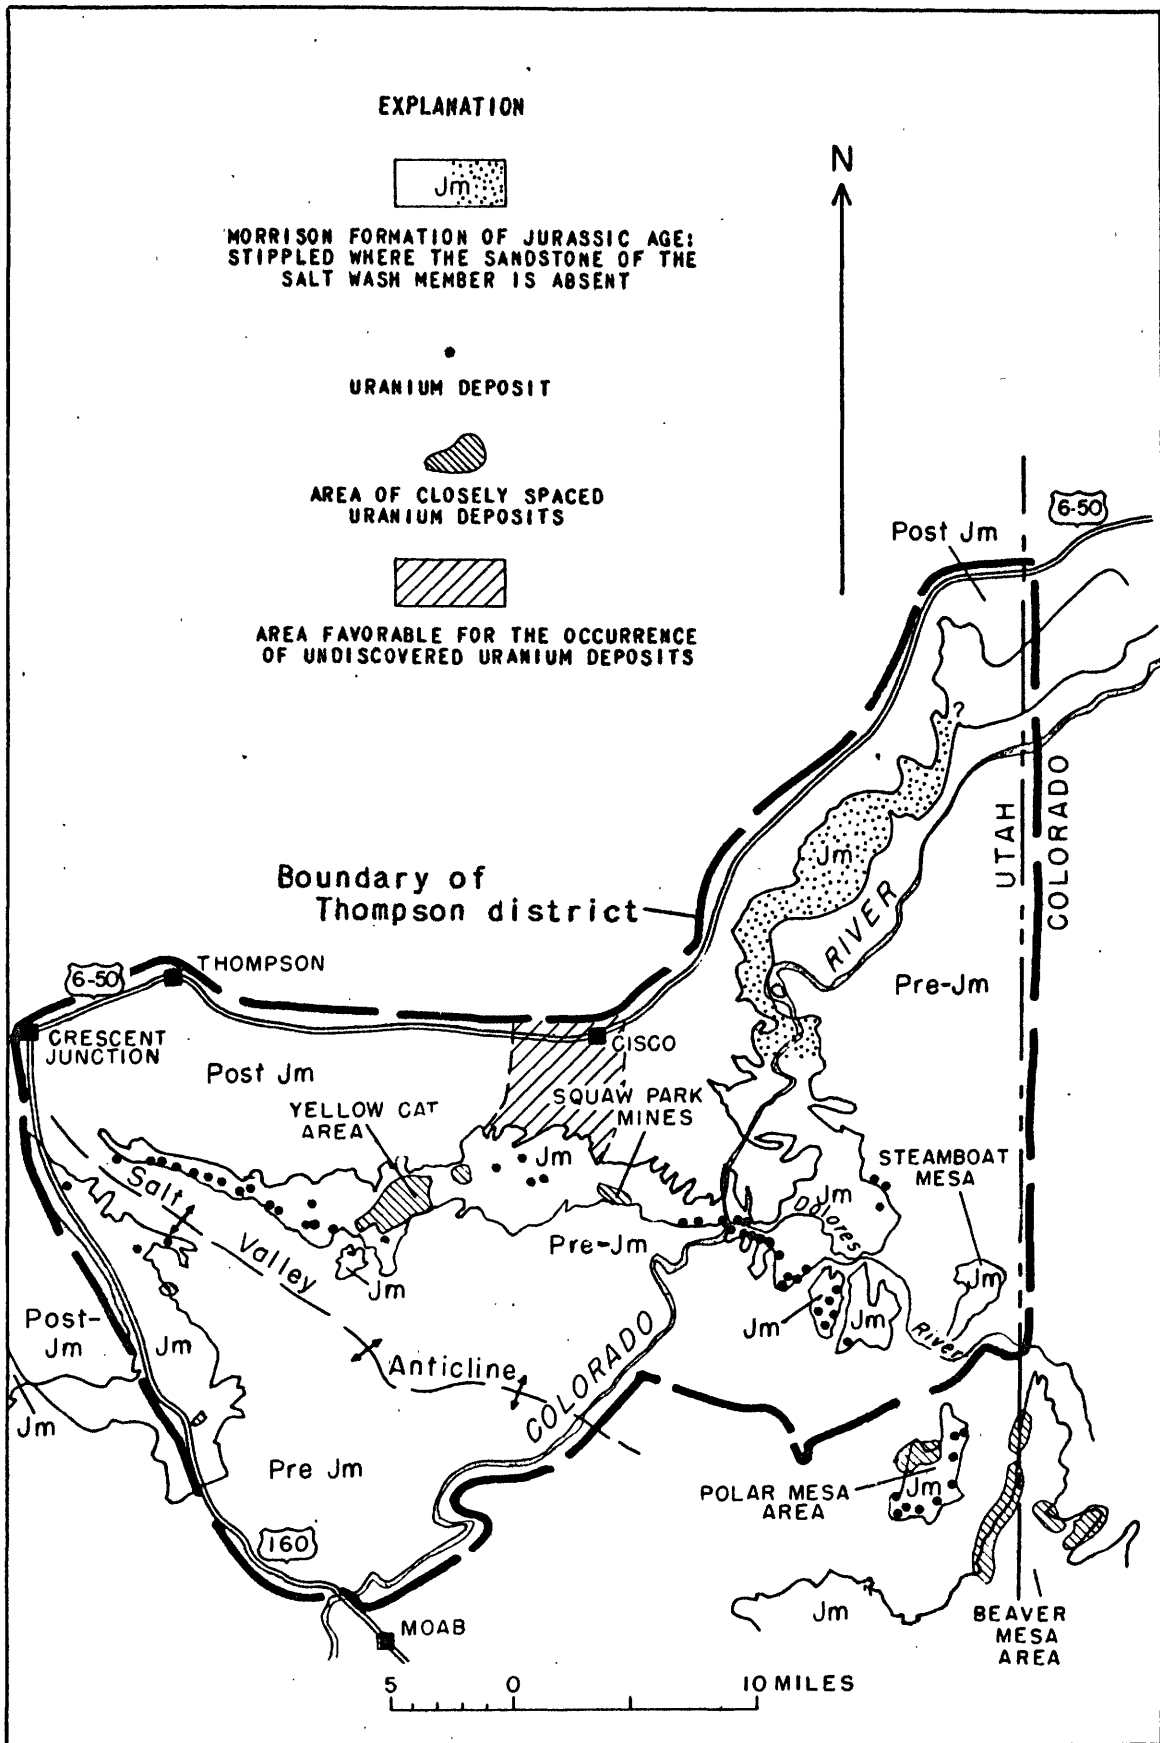 EXPLANATION
Jm
MORRISON FORMATION OF JURASSIC AGE:
STIPPLED WHERE THE SANDSTONE OF THE
SALT WASH MEMBER IS ABSENT
URANIUM DEPOSIT
AREA OF CLOSELY SPACED
URANIUM DEPOSITS
AREA FAVORABLE FOR THE OCCURRENCE
OF UNDISCOVERED URANIUM DEPOSITS
N
6-50
Post Jm
?
UTAH
COLORADO
Jm
RIVER
Boundary of
Thompson district
THOMPSON
6-50
Pre-Jm
CRESCENT
JUNCTION
CISCO
Post Jm
SQUAW PARK
MINES
YELLOW CAT
AREA
Jm
STEAMBOAT
MESA
Salt
Valley
Anticline
Jm
Dolores
River
Pre-Jm
Jm
Jm
Jm
Jm
Post-
Jm
Jm
COLORADO
Jm
Pre Jm
POLAR MESA
AREA
Jm
160
MOAB
Jm
BEAVER
MESA
AREA
5 0 10 MILES